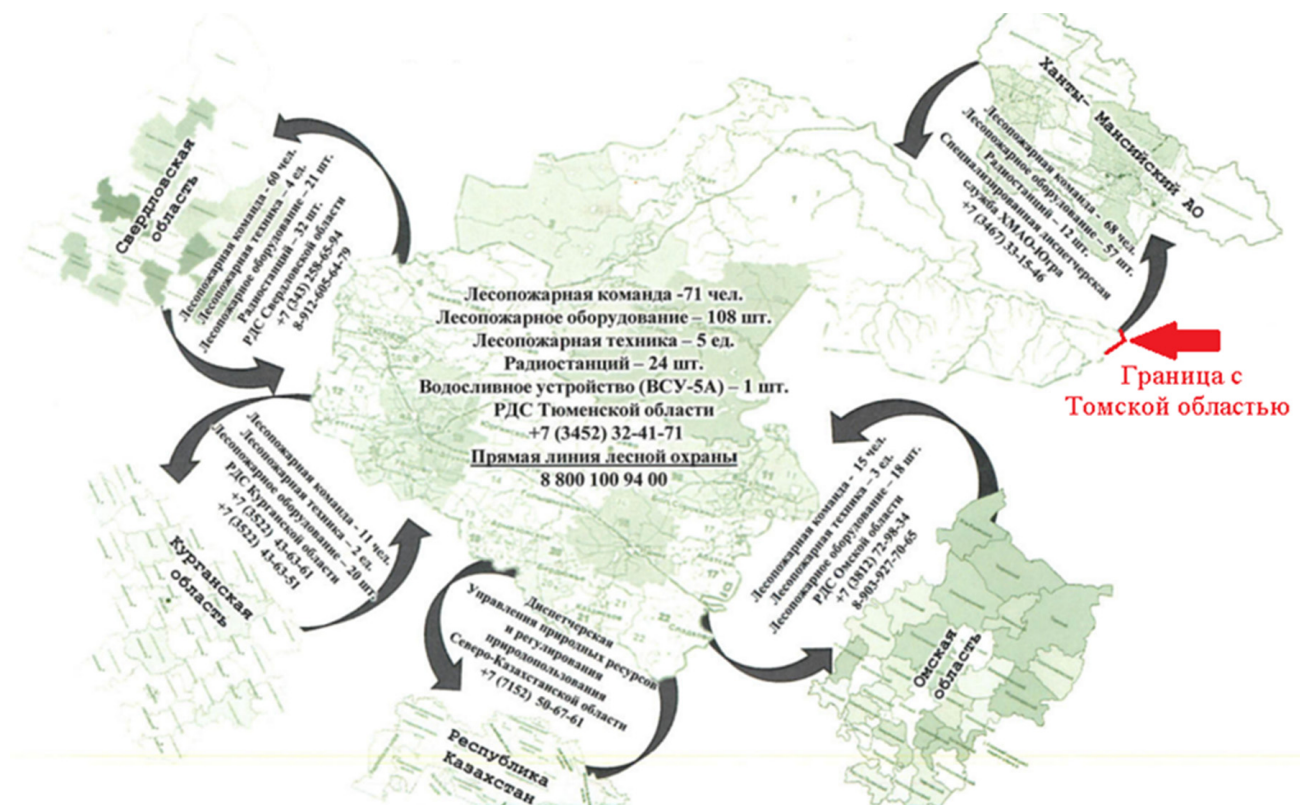 Свердловская
область
Лесопожарная команда - 60 чел.
Лесопожарная техника - 4 ед.
Лесопожарное оборудование – 21 шт.
Радиостанций – 32 шт.
РДС Свердловской области
+7 (343) 258-65-94
8-912-605-64-79
Ханты-Мансийский АО
Лесопожарная команда - 68 чел.
Лесопожарное оборудование – 57 шт.
Радиостанций – 12 шт.
Специализированная диспетчерская
служба ХМАО-Югра
+7 (3467) 33-15-46
Лесопожарная команда -71 чел.
Лесопожарное оборудование – 108 шт.
Лесопожарная техника – 5 ед.
Радиостанций – 24 шт.
Водосливное устройство (ВСУ-5А) – 1 шт.
РДС Тюменской области
+7 (3452) 32-41-71
Прямая линия лесной охраны
8 800 100 94 00
Граница с
Томской областью
Лесопожарная команда - 11 чел.
Лесопожарная техника - 2 ед.
Лесопожарное оборудование – 20 шт.
РДС Курганской области
+7 (3522) 43-63-61
+7 (3522) 43-63-51
Курганская
область
Лесопожарная команда - 15 чел.
Лесопожарная техника – 3 ед.
Лесопожарное оборудование – 18 шт.
РДС Омской области
+7 (3812) 72-98-34
8-903-927-70-65
Омская
область
Диспетчерская
Управления природных ресурсов
и регулирования
природопользования
Северо-Казахстанской области
+7 (7152) 50-67-61
Республика
Казахстан